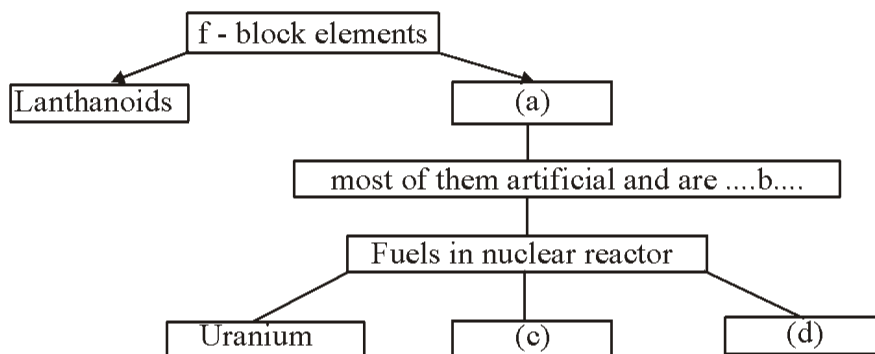 f - block elements
Lanthanoids
(a)
most of them artificial and are ....b....
Fuels in nuclear reactor
Uranium
(c)
(d)